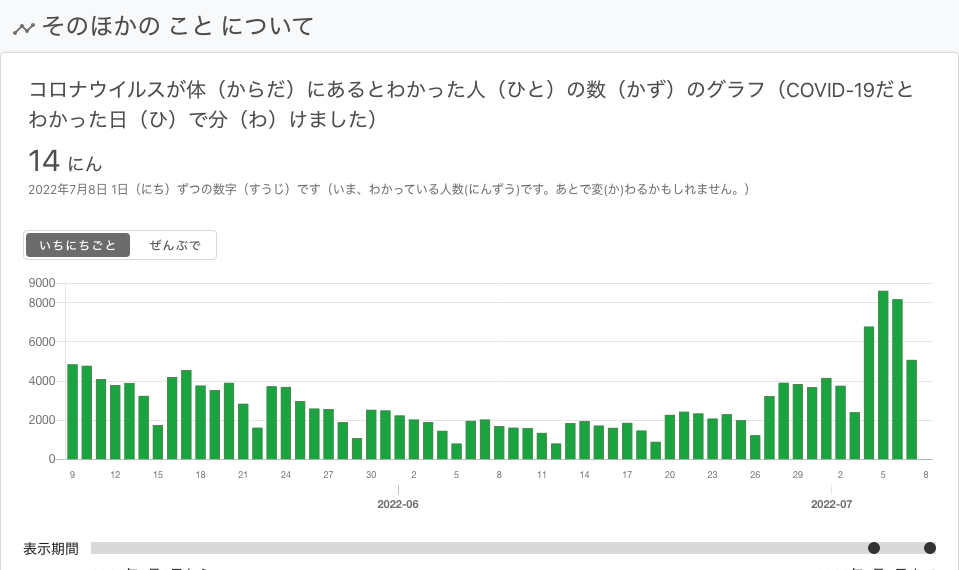 そのほかの こと について
コロナウイルスが体（からだ）にあるとわかった人（ひと）の数（かず）のグラフ（COVID-19だと
わかった日（ひ）で分（わ）けました）
14 にん
2022年7月8日 1日（にち）ずつの数字（すうじ）です（いま、わかっている人数(にんずう)です。あとで変(か)わるかもしれません。）
いちにちごと ぜんぶで
9000
8000
6000
4000
2000
0
9 12 15 18 21 24 27 30 2 5 8 11 14 17 20 23 26 29 2 5 8
2022-06 2022-07
表示期間